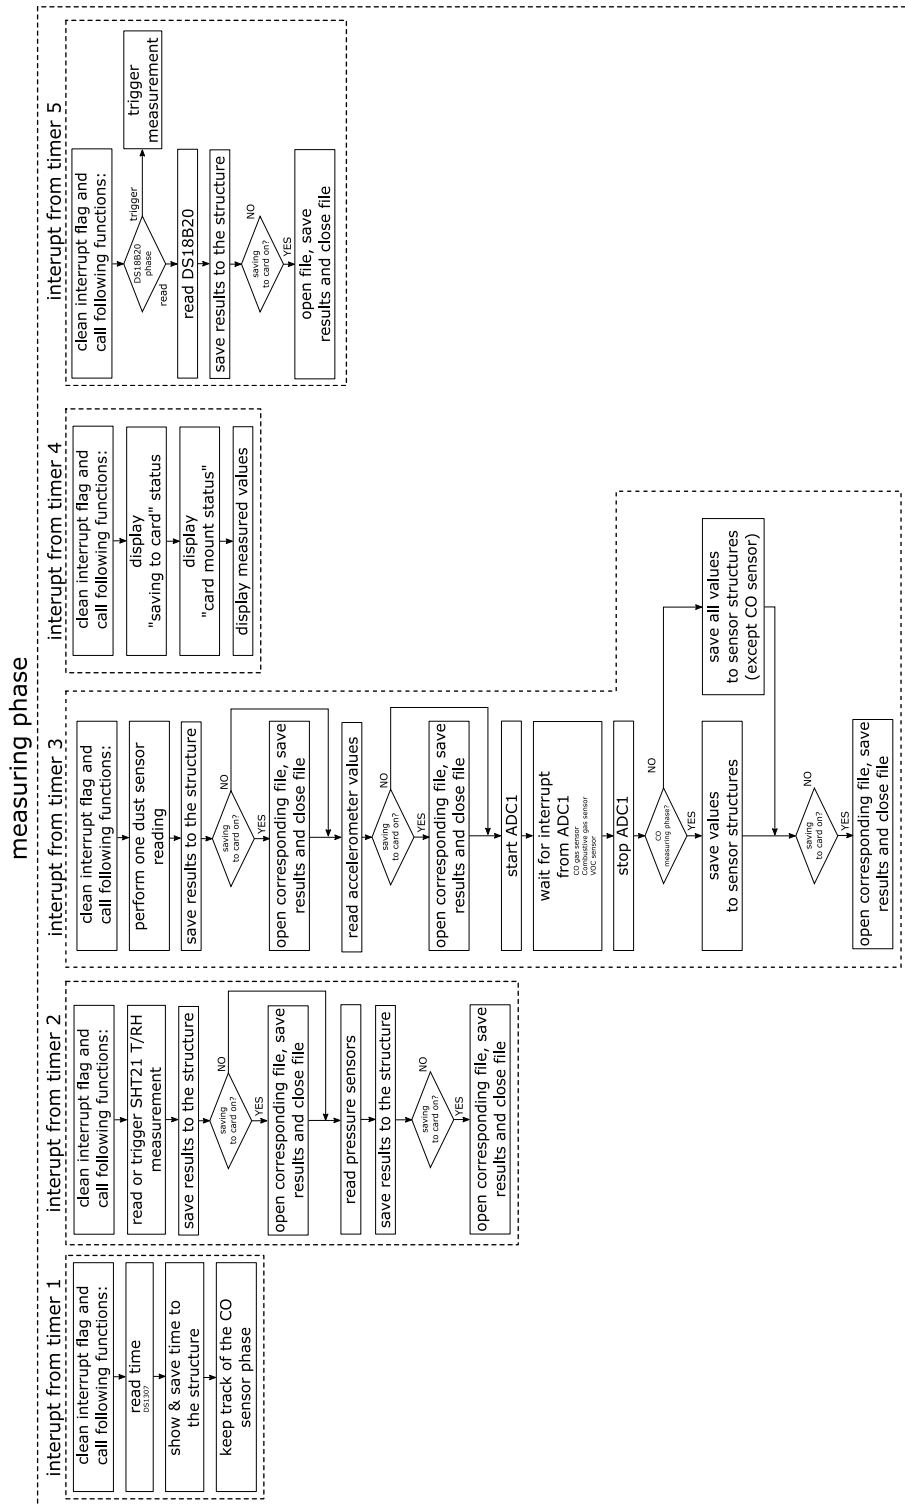 measuring phase
interupt from timer 1
clean interrupt flag and
call following functions:
read time
DS1307
show & save time to
the structure
keep track of the CO
sensor phase
interupt from timer 2
clean interrupt flag and
call following functions:
read or trigger SHT21 T/RH
measurement
save results to the structure
saving
to card on?
NO
YES
open corresponding file, save
results and close file
read pressure sensors
save results to the structure
saving
to card on?
NO
YES
open corresponding file, save
results and close file
interupt from timer 3
clean interrupt flag and
call following functions:
perform one dust sensor
reading
save results to the structure
saving
to card on?
NO
YES
open corresponding file, save
results and close file
read accelerometer values
saving
to card on?
NO
YES
open corresponding file, save
results and close file
start ADC1
wait for interrupt
from ADC1
CO gas sensor
Combustive gas sensor
VOC sensor
stop ADC1
CO
measuring phase?
NO
YES
save values
to sensor structures
save all values
to sensor structures
(except CO sensor)
saving
to card on?
NO
YES
open corresponding file, save
results and close file
interupt from timer 4
clean interrupt flag and
call following functions:
display
"saving to card" status
display
"card mount status"
display measured values
interupt from timer 5
clean interrupt flag and
call following functions:
DS18B20
phase
trigger
trigger
measurement
read
read DS18B20
save results to the structure
saving
to card on?
NO
YES
open file, save
results and close file